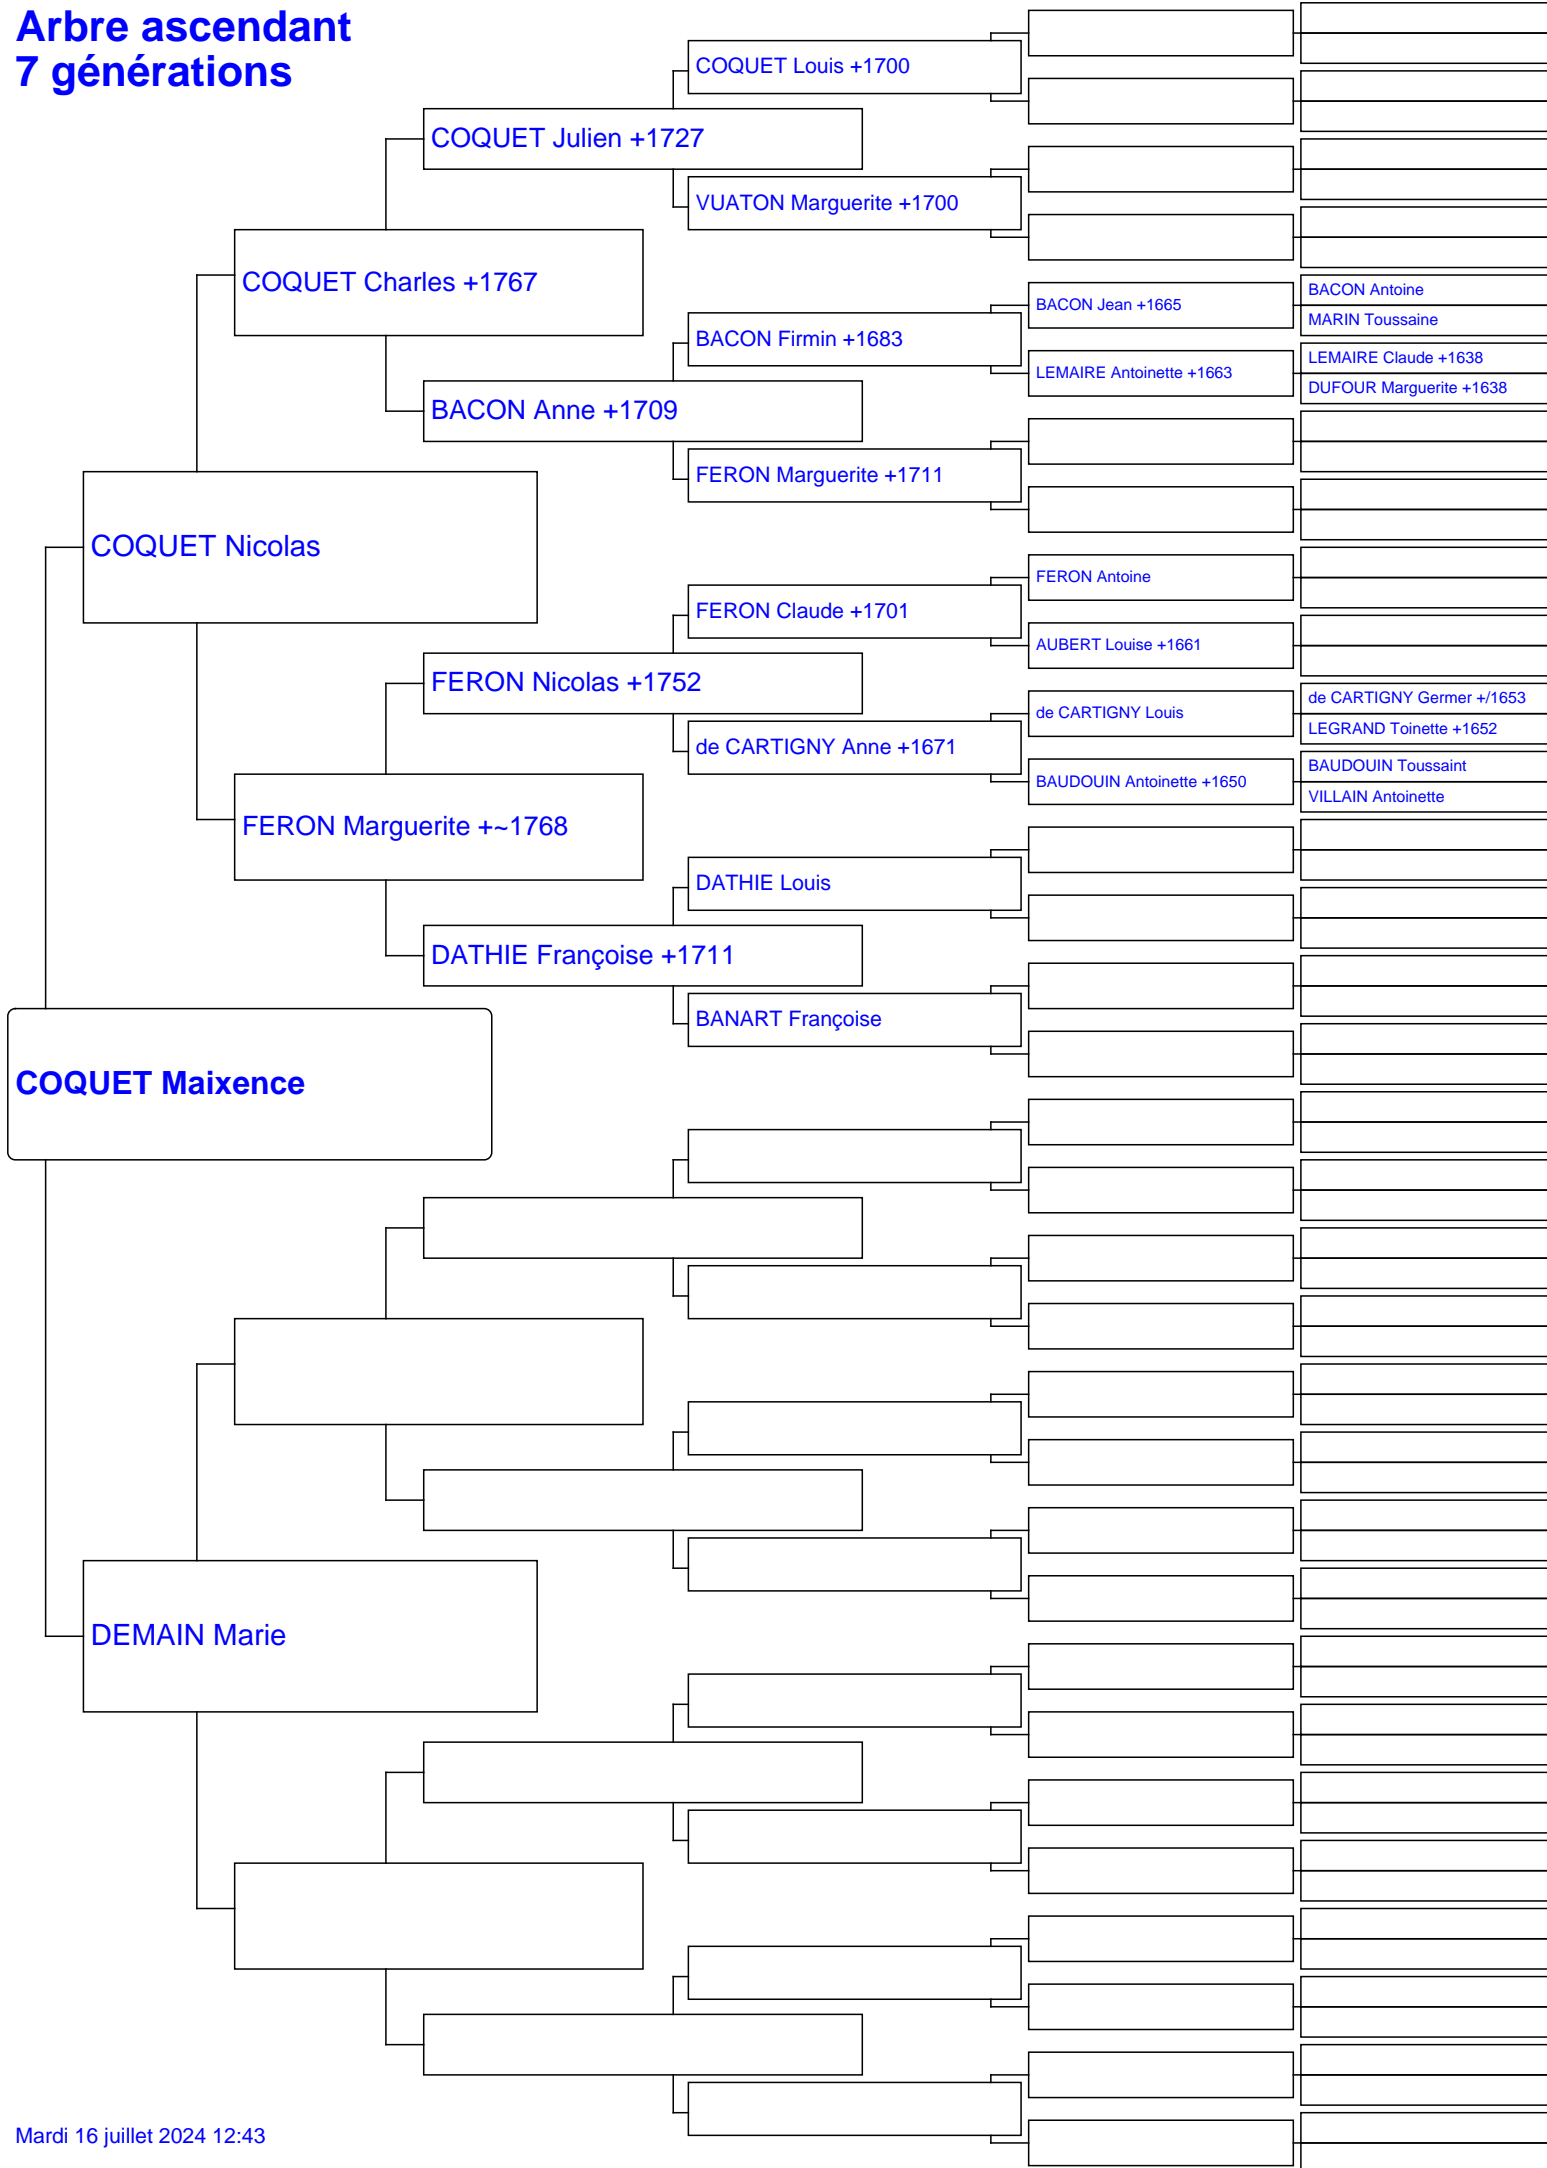 Arbre ascendant
7 générations
COQUET Louis +1700
COQUET Julien +1727
VUATON Marguerite +1700
COQUET Charles +1767
BACON Antoine
BACON Jean +1665
MARIN Toussaine
BACON Firmin +1683
LEMAIRE Claude +1638
LEMAIRE Antoinette +1663
DUFOUR Marguerite +1638
BACON Anne +1709
FERON Marguerite +1711
COQUET Nicolas
FERON Antoine
FERON Claude +1701
AUBERT Louise +1661
FERON Nicolas +1752
de CARTIGNY Germer +/1653
de CARTIGNY Louis
LEGRAND Toinette +1652
de CARTIGNY Anne +1671
BAUDOUIN Toussaint
BAUDOUIN Antoinette +1650
VILLAIN Antoinette
FERON Marguerite +~1768
DATHIE Louis
DATHIE Françoise +1711
BANART Françoise
COQUET Maixence
DEMAIN Marie
Mardi 16 juillet 2024 12:43